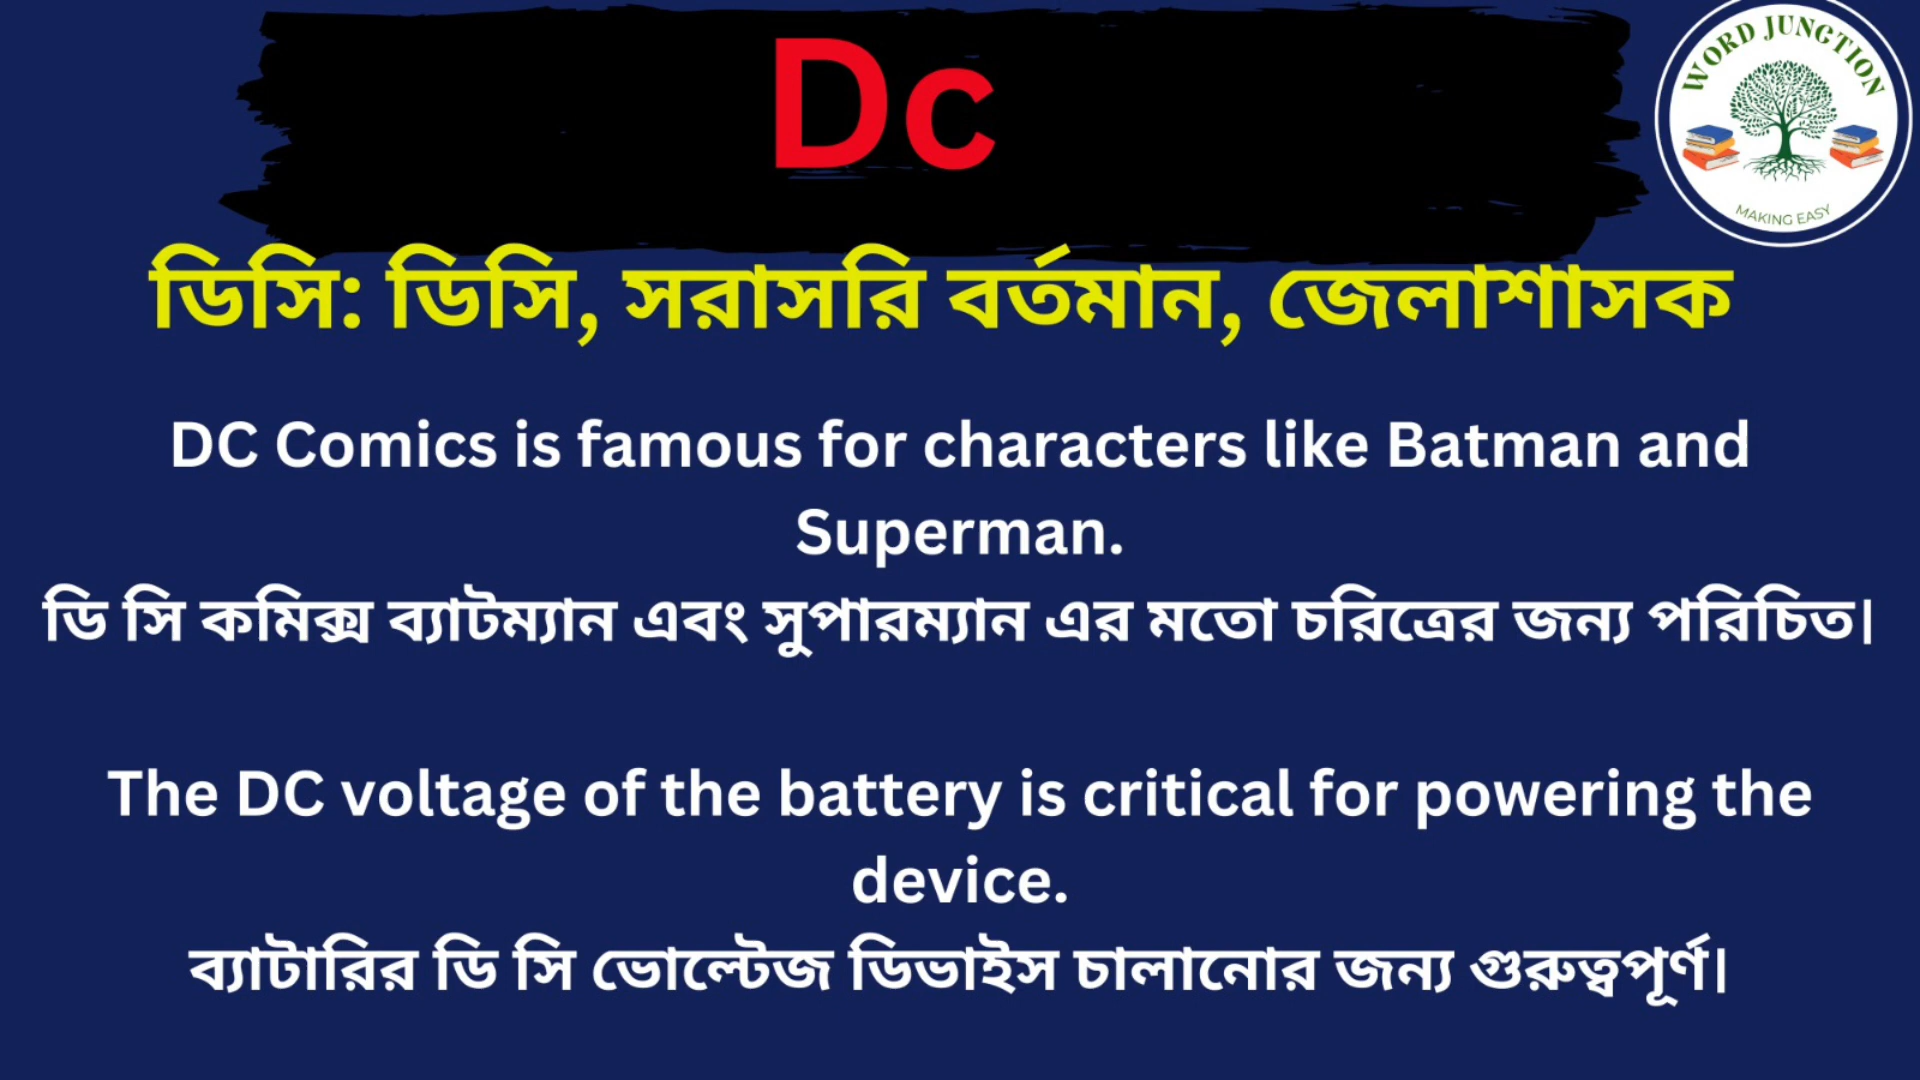 Dc
WORD JUNCTION
MAKING EASY
ডিসি: ডিসি, সরাসরি বর্তমান, জেলাশাসক
DC Comics is famous for characters like Batman and
Superman.
ডি সি কমিক্স ব্যাটম্যান এবং সুপারম্যান এর মতো চরিত্রের জন্য পরিচিত।
The DC voltage of the battery is critical for powering the
device.
ব্যাটারির ডি সি ভোল্টেজ ডিভাইস চালানোর জন্য গুরুত্বপূর্ণ।